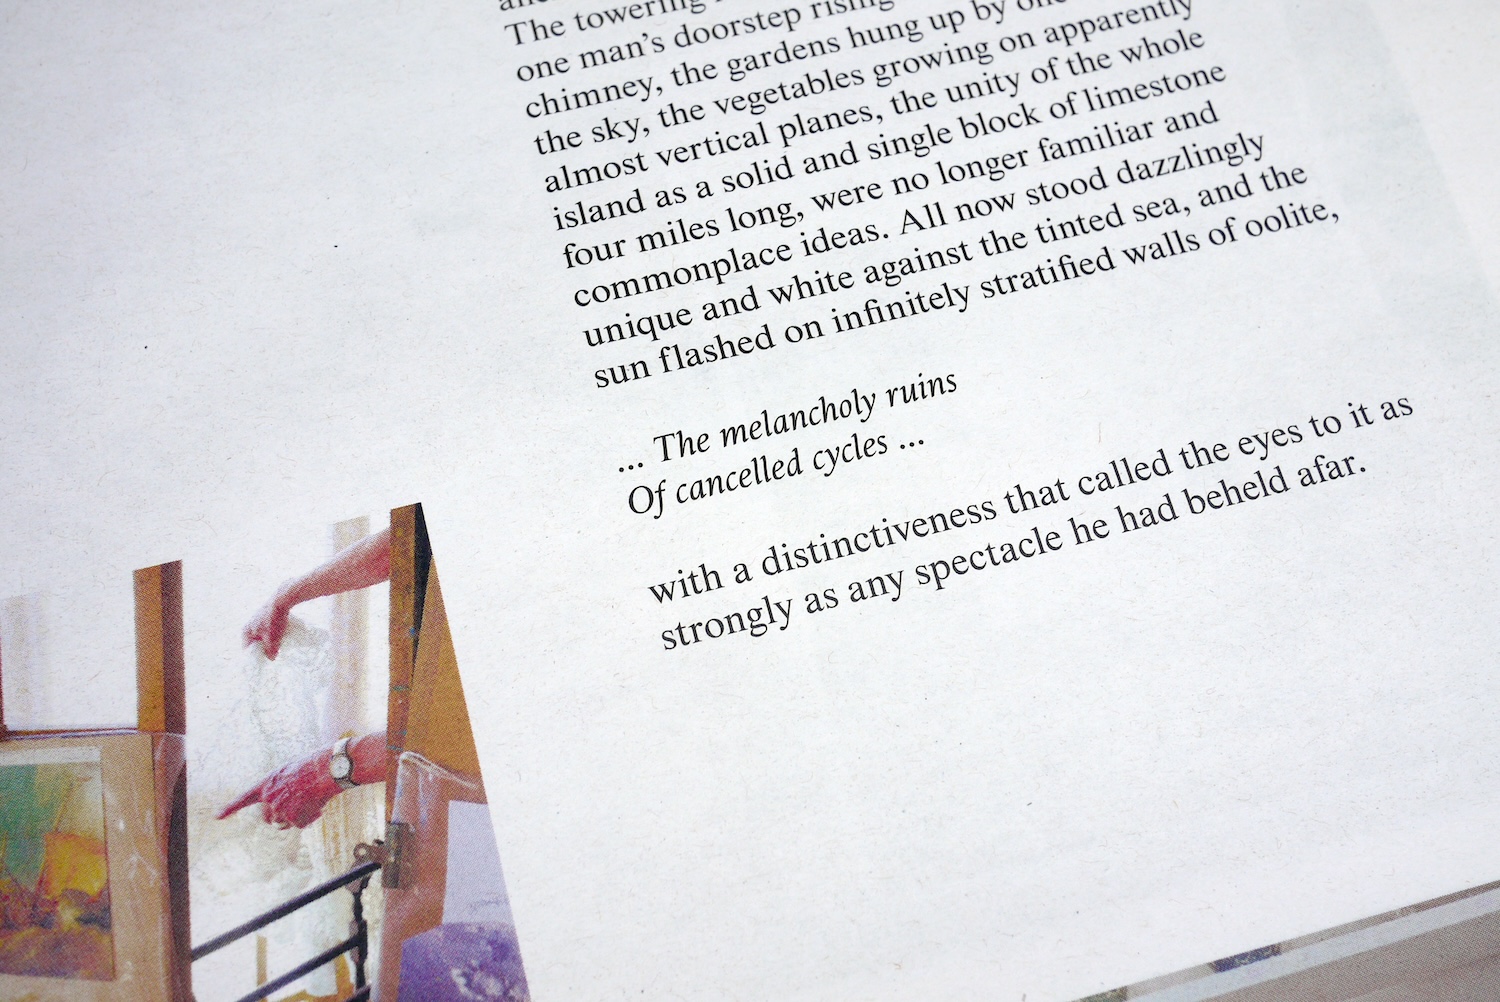 The towering
one man's doorstep rising
chimney, the gardens hung up by
the sky, the vegetables growing on apparently
almost vertical planes, the unity of the whole
island as a solid and single block of limestone
four miles long, were no longer familiar and
commonplace ideas. All now stood dazzlingly
unique and white against the tinted sea, and the
sun flashed on infinitely stratified walls of oolite,
... The melancholy ruins
Of cancelled cycles ...
with a distinctiveness that called the eyes to it as
strongly as any spectacle he had beheld afar.